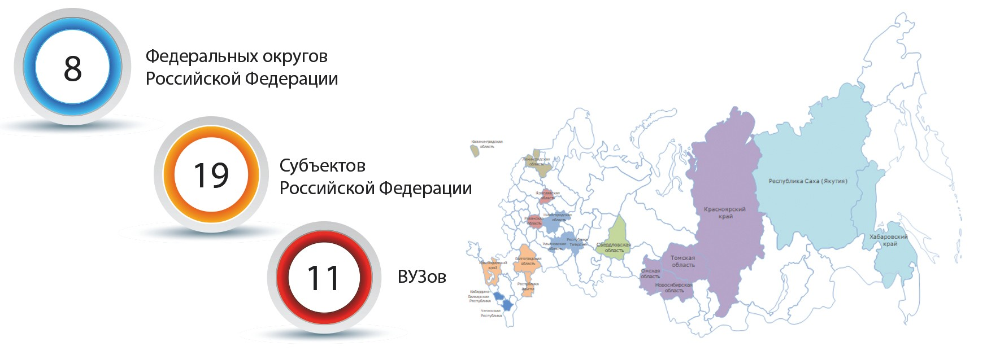 8
Федеральных округов
Российской Федерации
19
Субъектов
Российской Федерации
11
ВУЗов
Калининградская
область
Ленинградская
область
Ярославская
область
Рязанская
область
Нижегородская
область
Ульяновская
область
Республика
Татарстан
Свердловская
область
Краснодарский
край
Волгоградская
область
Республика
Адыгея
Кабардино-
Балкарская
Республика
Чеченская
Республика
Омская
область
Томская
область
Новосибирская
область
Красноярский
край
Республика Саха (Якутия)
Хабаровский
край